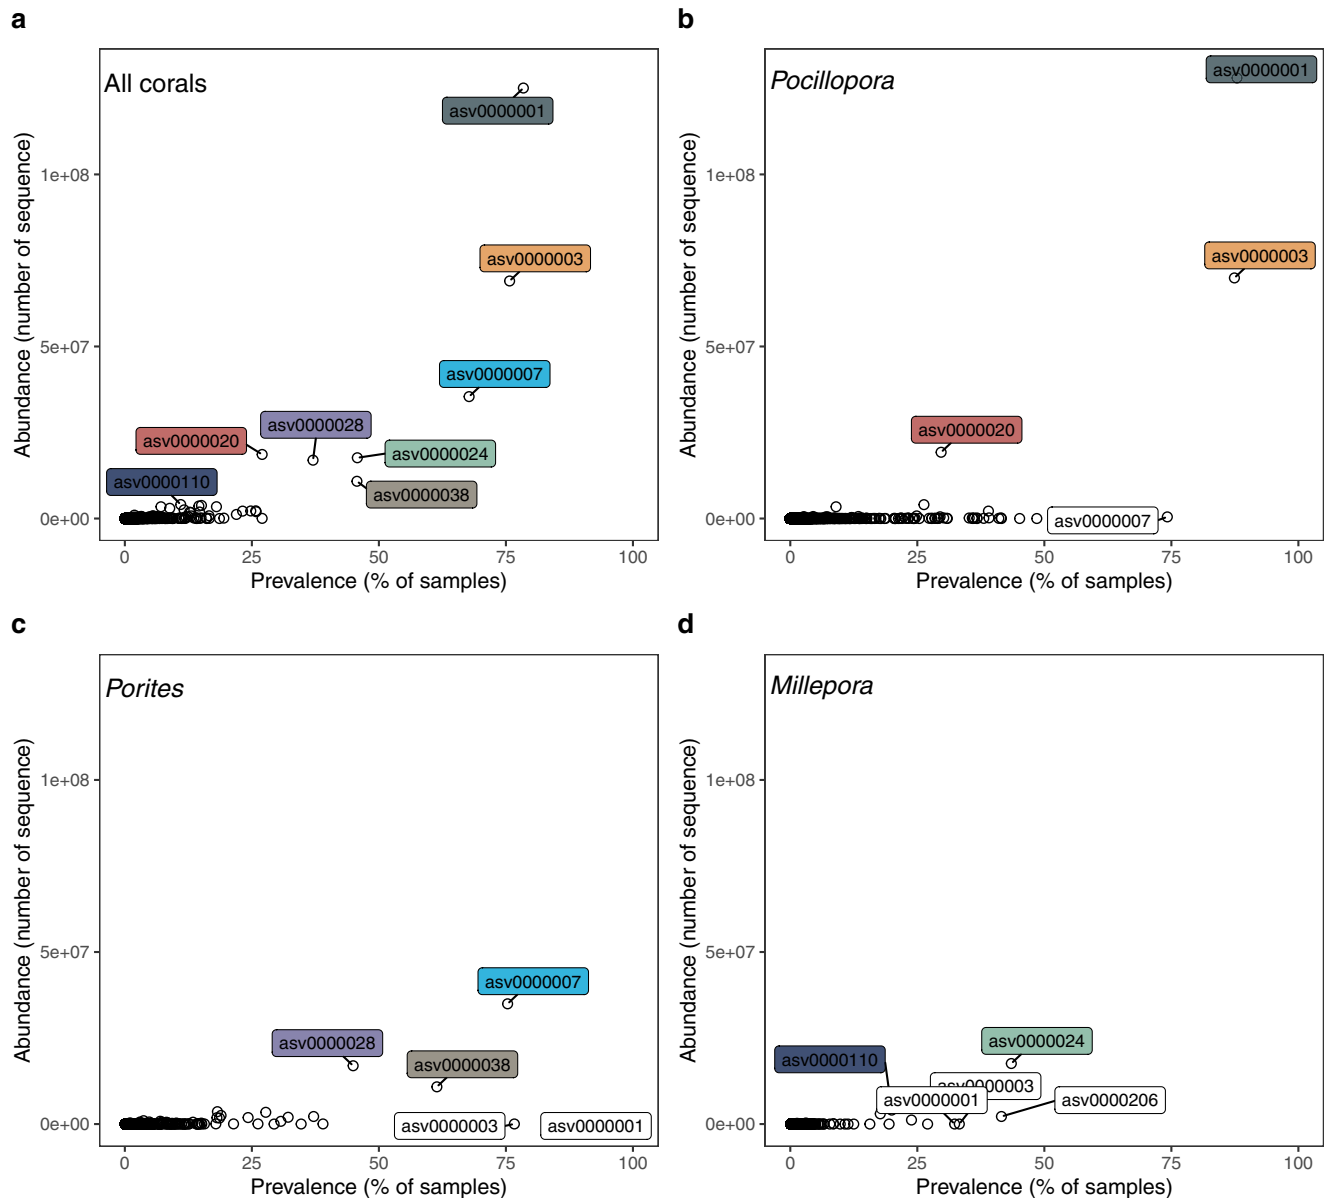 a
All corals
asv0000001
asv0000003
asv0000007
asv0000028
asv0000020
asv0000024
asv0000110
asv0000038
1e+08
5e+07
0e+00
0
25
50
75
100
Prevalence (% of samples)
Abundance (number of sequence)
b
Pocillopora
asv0000001
asv0000003
asv0000020
asv0000007
1e+08
5e+07
0e+00
0
25
50
75
100
Prevalence (% of samples)
Abundance (number of sequence)
c
Porites
asv0000007
asv0000028
asv0000038
asv0000003
asv0000001
1e+08
5e+07
0e+00
0
25
50
75
100
Prevalence (% of samples)
Abundance (number of sequence)
d
Millepora
asv0000024
asv0000110
asv0000003
asv0000001
asv0000206
1e+08
5e+07
0e+00
0
25
50
75
100
Prevalence (% of samples)
Abundance (number of sequence)